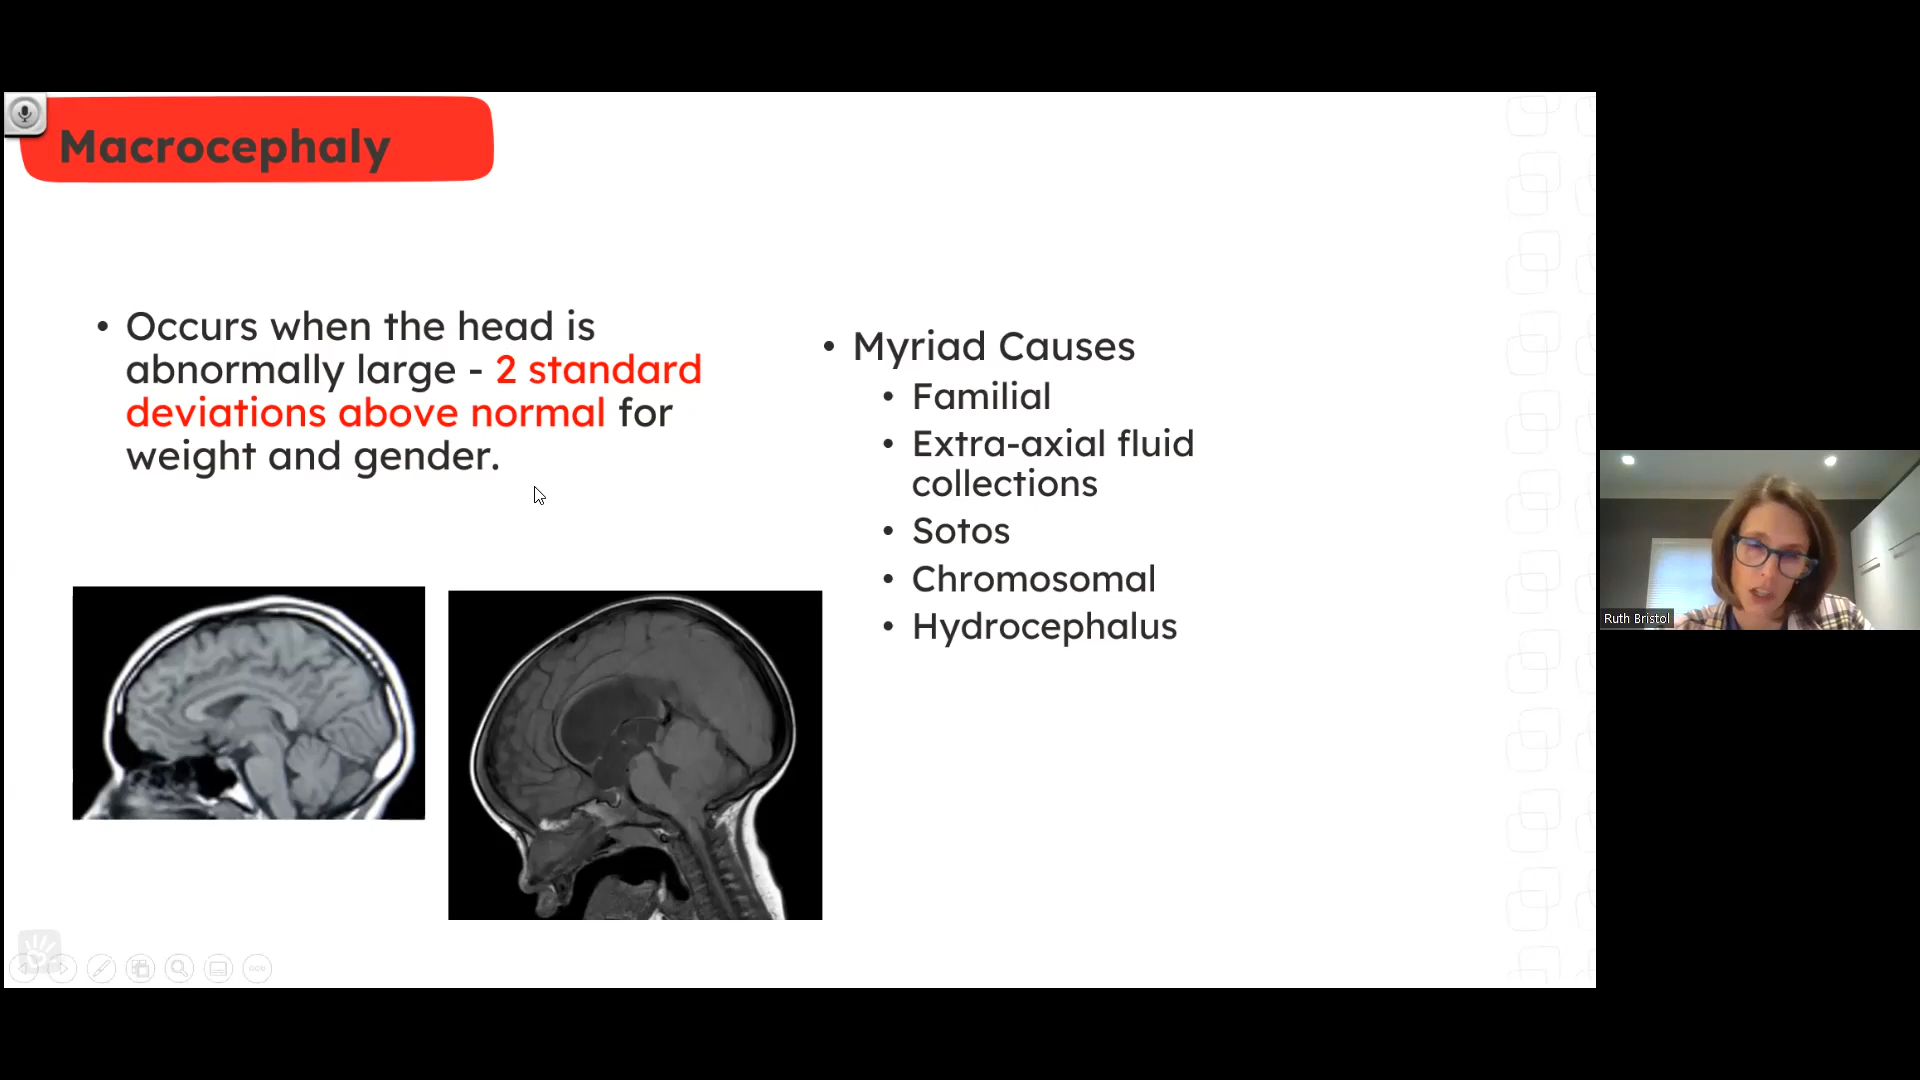 Macrocephaly
• Occurs when the head is
abnormally large - 2 standard
deviations above normal for
weight and gender.
• Myriad Causes
• Familial
• Extra-axial fluid
collections
• Sotos
• Chromosomal
• Hydrocephalus
Ruth Bristol